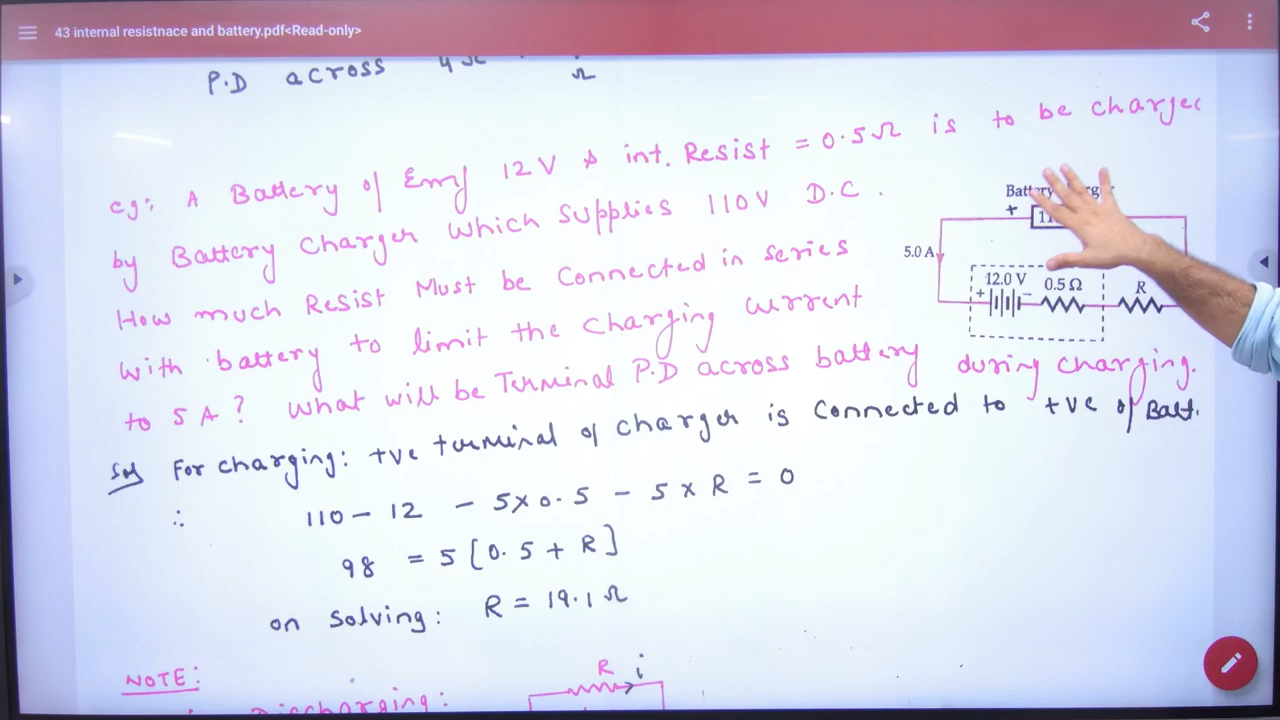 43 internal resistnace and battery.pdf<Read-only>
P.D across 4Ω
Ω
eg: A Battery of Emf 12V & int. Resist = 0.5Ω is to be charged
by Battery Charger which supplies 110V D.C.
How much Resist Must be Connected in series
with battery to limit the charging current
to 5A? What will be Terminal P.D across battery during charging.
Battery
+
5.0 A
12.0 V 0.5 Ω R
+ −
Sol For charging: +ve terminal of charger is connected to +ve of Batt.
∴ 110 − 12 − 5×0.5 − 5×R = 0
98 = 5[0.5 + R]
on solving: R = 19.1Ω
NOTE:
R i
Discharging: